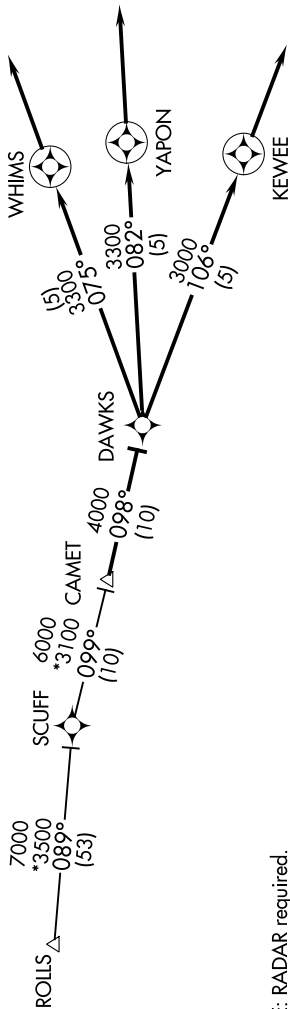 ROLLS
7000
*3500
089°
(53)
SCUFF
6000
*3100
099°
(10)
CAMET
4000
098°
(10)
DAWKS
(5)
3300
075°
WHIMS
3300
082°
(5)
YAPON
3000
106°
(5)
KEWEE
: RADAR required.